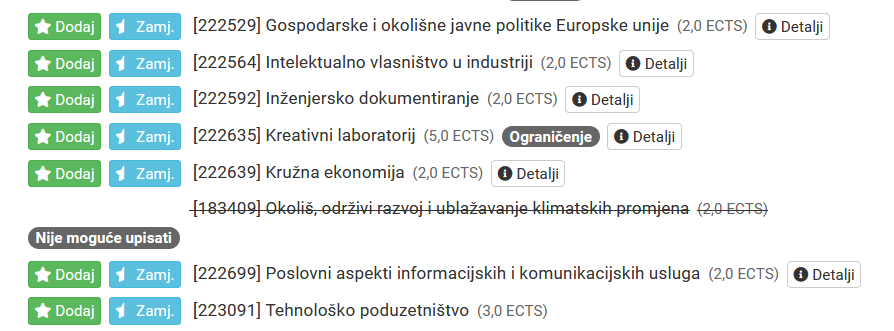 Dodaj Zamj. [222529] Gospodarske i okolišne javne politike Europske unije (2,0 ECTS) Detalji
Dodaj Zamj. [222564] Intelektualno vlasništvo u industriji (2,0 ECTS) Detalji
Dodaj Zamj. [222592] Inženjersko dokumentiranje (2,0 ECTS) Detalji
Dodaj Zamj. [222635] Kreativni laboratorij (5,0 ECTS) Ograničenje Detalji
Dodaj Zamj. [222639] Kružna ekonomija (2,0 ECTS) Detalji
[183409] Okoliš, održivi razvoj i ublažavanje klimatskih promjena (2,0 ECTS)
Nije moguće upisati
Dodaj Zamj. [222699] Poslovni aspekti informacijskih i komunikacijskih usluga (2,0 ECTS) Detalji
Dodaj Zamj. [223091] Tehnološko poduzetništvo (3,0 ECTS)